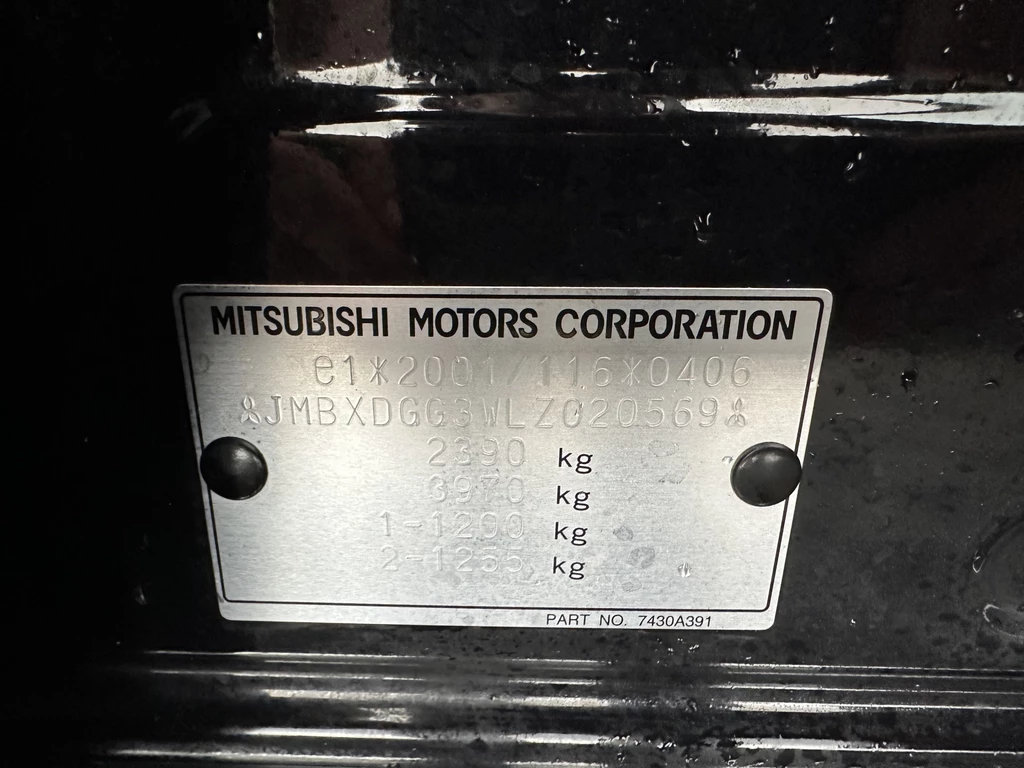 MITSUBISHI MOTORS CORPORATION
e1*2001/116*0406
JMBXDGG3WLZ020569
2390 kg
3970 kg
1-1200 kg
2-1265 kg
PART NO. 7430A391